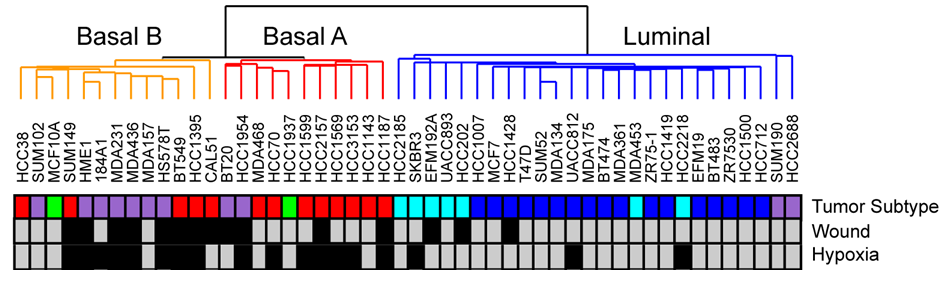 Basal B Basal A Luminal
HCC38
SUM102
MCF10A
SUM149
HME1
184A1
MDA231
MDA436
MDA157
HS578T
BT549
HCC1395
CAL51
BT20
HCC1954
MDA468
HCC70
HCC1937
HCC1599
HCC2157
HCC1569
HCC3153
HCC1143
HCC1187
HCC2185
SKBR3
EFM192A
UACC893
HCC202
HCC1007
MCF7
HCC1428
T47D
SUM52
MDA134
UACC812
MDA175
BT474
MDA361
MDA453
ZR75-1
HCC1419
HCC2218
EFM19
BT483
ZR7530
HCC1500
HCC712
SUM190
HCC2688
Tumor Subtype
Wound
Hypoxia